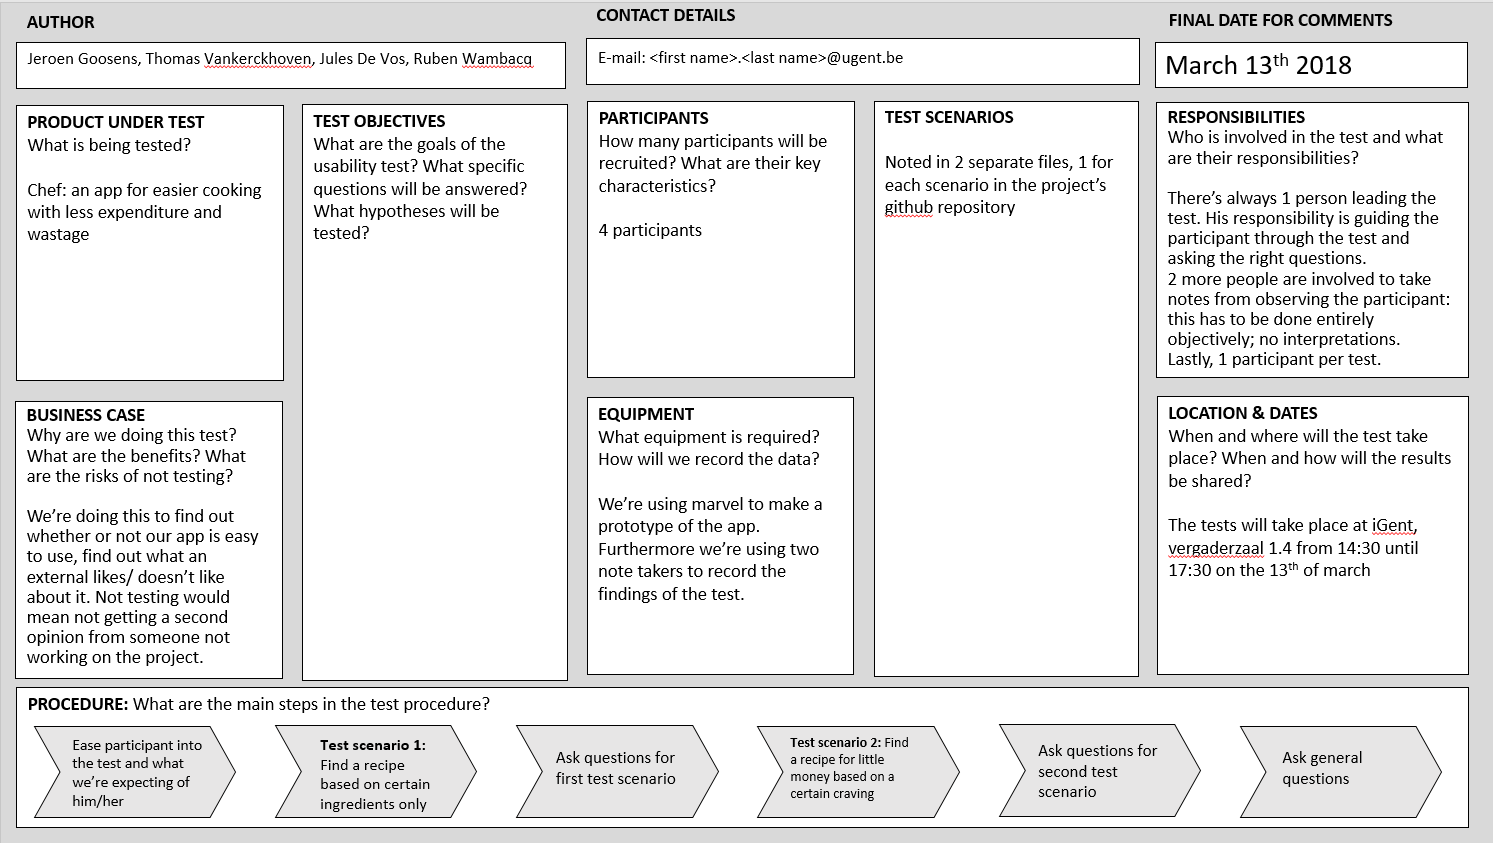 AUTHOR
Jeroen Goosens, Thomas Vankerckhoven, Jules De Vos, Ruben Wambacq
CONTACT DETAILS
E-mail: <first name>.<last name>@ugent.be
FINAL DATE FOR COMMENTS
March 13th 2018
PRODUCT UNDER TEST
What is being tested?
Chef: an app for easier cooking
with less expenditure and
wastage
BUSINESS CASE
Why are we doing this test?
What are the benefits? What
are the risks of not testing?
We're doing this to find out
whether or not our app is easy
to use, find out what an
external likes/ doesn't like
about it. Not testing would
mean not getting a second
opinion from someone not
working on the project.
TEST OBJECTIVES
What are the goals of the
usability test? What specific
questions will be answered?
What hypotheses will be
tested?
PARTICIPANTS
How many participants will be
recruited? What are their key
characteristics?
4 participants
EQUIPMENT
What equipment is required?
How will we record the data?
We're using marvel to make a
prototype of the app.
Furthermore we're using two
note takers to record the
findings of the test.
TEST SCENARIOS
Noted in 2 separate files, 1 for
each scenario in the project's
github repository
RESPONSIBILITIES
Who is involved in the test and what
are their responsibilities?
There's always 1 person leading the
test. His responsibility is guiding the
participant through the test and
asking the right questions.
2 more people are involved to take
notes from observing the participant:
this has to be done entirely
objectively; no interpretations.
Lastly, 1 participant per test.
LOCATION & DATES
When and where will the test take
place? When and how will the results
be shared?
The tests will take place at iGent,
vergaderzaal 1.4 from 14:30 until
17:30 on the 13th of march
PROCEDURE: What are the main steps in the test procedure?
Ease participant into
the test and what
we're expecting of
him/her
Test scenario 1:
Find a recipe
based on certain
ingredients only
Ask questions for
first test scenario
Test scenario 2: Find
a recipe for little
money based on a
certain craving
Ask questions for
second test
scenario
Ask general
questions